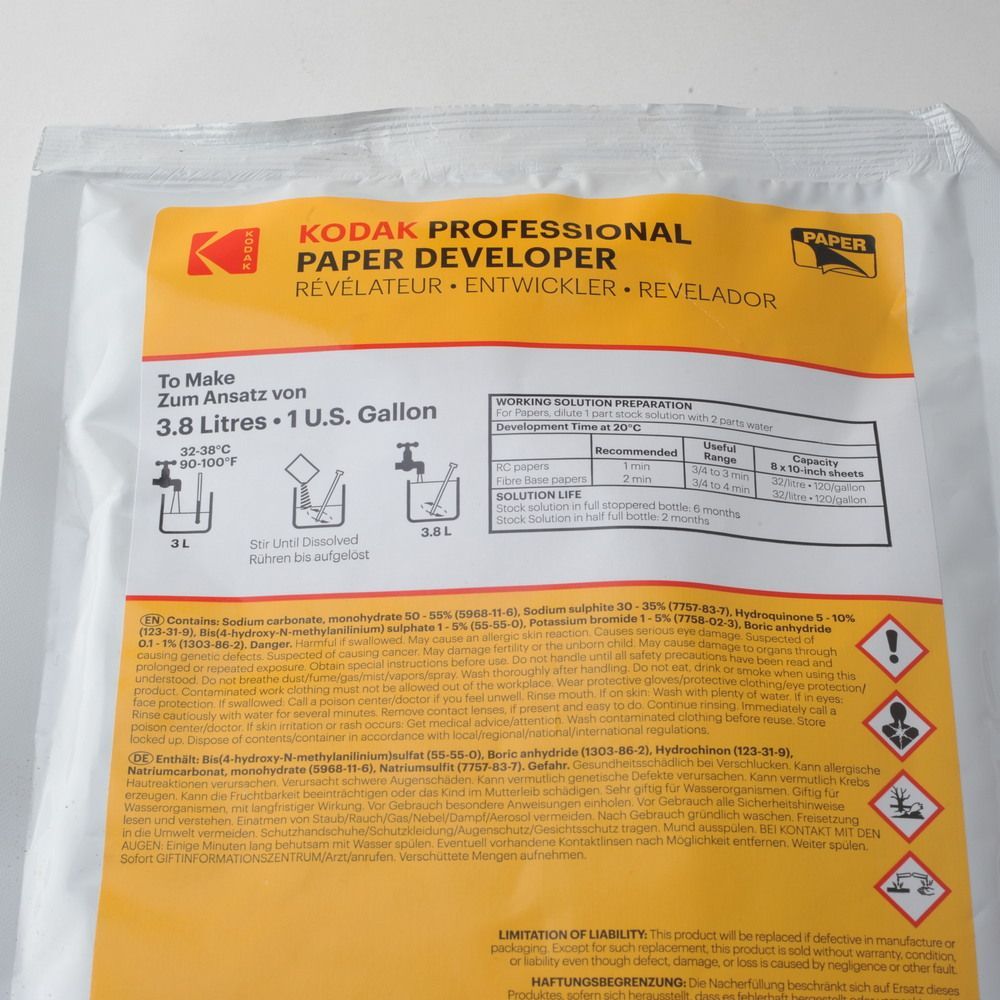 KODAK
KODAK PROFESSIONAL
PAPER DEVELOPER
RÉVÉLATEUR • ENTWICKLER • REVELADOR
PAPER
To Make
Zum Ansatz von
3.8 Litres • 1 U.S. Gallon
32-38°C
90-100°F
3 L
Stir Until Dissolved
Rühren bis aufgelöst
3.8 L
WORKING SOLUTION PREPARATION
For Papers, dilute 1 part stock solution with 2 parts water
Development Time at 20°C
Recommended Useful Range Capacity 8 x 10-inch sheets
RC papers 1 min 3/4 to 3 min 32/litre • 120/gallon
Fibre Base papers 2 min 3/4 to 4 min 32/litre • 120/gallon
SOLUTION LIFE
Stock solution in full stoppered bottle: 6 months
Stock Solution in half full bottle: 2 months
(EN) Contains: Sodium carbonate, monohydrate 50 - 55% (5968-11-6), Sodium sulphite 30 - 35% (7757-83-7), Hydroquinone 5 - 10%
(123-31-9), Bis(4-hydroxy-N-methylanilinium) sulphate 1 - 5% (55-55-0), Potassium bromide 1 - 5% (7758-02-3), Boric anhydride
0.1 - 1% (1303-86-2). Danger. Harmful if swallowed. May cause an allergic skin reaction. Causes serious eye damage. Suspected of
causing genetic defects. Suspected of causing cancer. May damage fertility or the unborn child. May cause damage to organs through
prolonged or repeated exposure. Obtain special instructions before use. Do not handle until all safety precautions have been read and
understood. Do not breathe dust/fume/gas/mist/vapors/spray. Wash thoroughly after handling. Do not eat, drink or smoke when using this
product. Contaminated work clothing must not be allowed out of the workplace. Wear protective gloves/protective clothing/eye protection/
face protection. If swallowed: Call a poison center/doctor if you feel unwell. Rinse mouth. If on skin: Wash with plenty of water. If in eyes:
Rinse cautiously with water for several minutes. Remove contact lenses, if present and easy to do. Continue rinsing. Immediately call a
poison center/doctor. If skin irritation or rash occurs: Get medical advice/attention. Wash contaminated clothing before reuse. Store
locked up. Dispose of contents/container in accordance with local/regional/national/international regulations.
(DE) Enthält: Bis(4-hydroxy-N-methylanilinium)sulfat (55-55-0), Boric anhydride (1303-86-2), Hydrochinon (123-31-9),
Natriumcarbonat, monohydrate (5968-11-6), Natriumsulfit (7757-83-7). Gefahr. Gesundheitsschädlich bei Verschlucken. Kann allergische
Hautreaktionen verursachen. Verursacht schwere Augenschäden. Kann vermutlich genetische Defekte verursachen. Kann vermutlich Krebs
erzeugen. Kann die Fruchtbarkeit beeinträchtigen oder das Kind im Mutterleib schädigen. Sehr giftig für Wasserorganismen. Giftig für
Wasserorganismen, mit langfristiger Wirkung. Vor Gebrauch besondere Anweisungen einholen. Vor Gebrauch alle Sicherheitshinweise
lesen und verstehen. Einatmen von Staub/Rauch/Gas/Nebel/Dampf/Aerosol vermeiden. Nach Gebrauch gründlich waschen. Freisetzung
in die Umwelt vermeiden. Schutzhandschuhe/Schutzkleidung/Augenschutz/Gesichtsschutz tragen. Mund ausspülen. BEI KONTAKT MIT DEN
AUGEN: Einige Minuten lang behutsam mit Wasser spülen. Eventuell vorhandene Kontaktlinsen nach Möglichkeit entfernen. Weiter spülen.
Sofort GIFTINFORMATIONSZENTRUM/Arzt/anrufen. Verschüttete Mengen aufnehmen.
LIMITATION OF LIABILITY: This product will be replaced if defective in manufacture or
packaging. Except for such replacement, this product is sold without warranty, condition,
or liability even though defect, damage, or loss is caused by negligence or other fault.
HAFTUNGSBEGRENZUNG: Die Nacherfüllung beschränkt sich auf Ersatz dieses
Produktes, sofern sich herausstellt, dass es fehlerhaft hergestellt oder